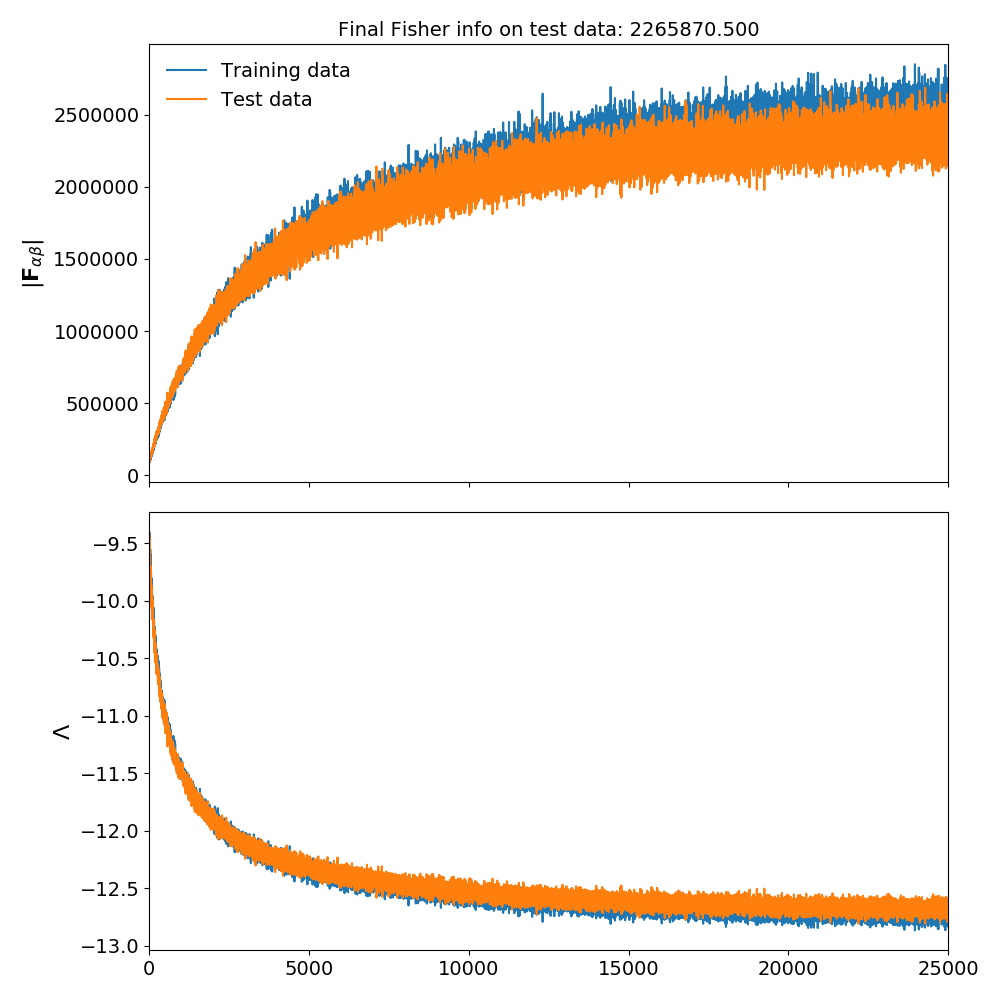 Final Fisher info on test data: 2265870.500
Training data
Test data
2500000
2000000
1500000
1000000
500000
0
|F_{αβ}|
−9.5
−10.0
−10.5
−11.0
−11.5
−12.0
−12.5
−13.0
Λ
0 5000 10000 15000 20000 25000